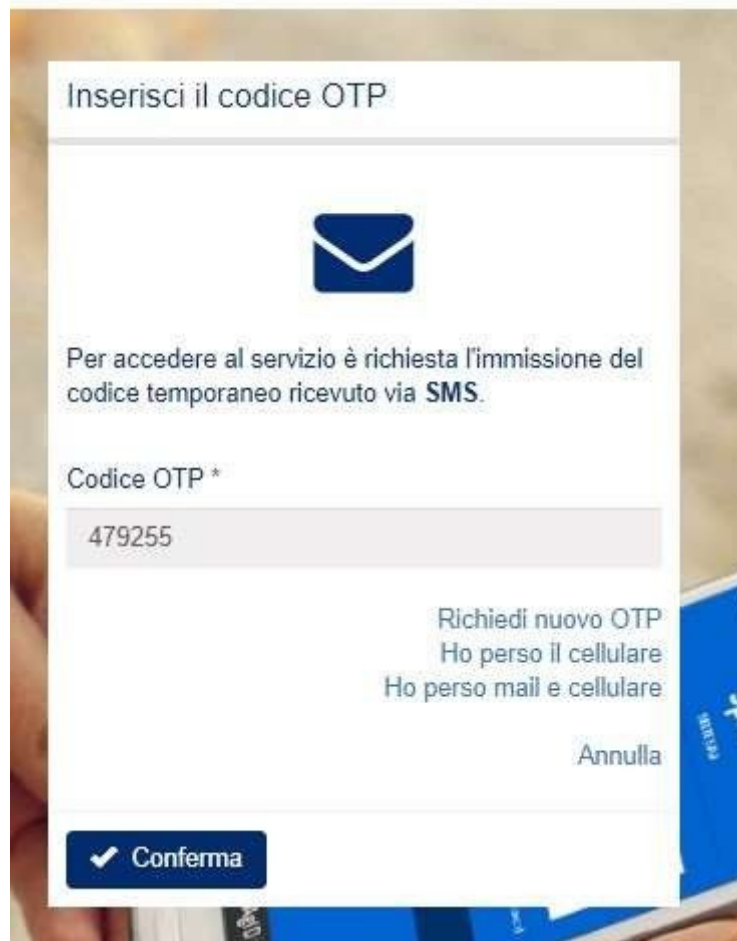 Inserisci il codice OTP
Per accedere al servizio è richiesta l'immissione del
codice temporaneo ricevuto via SMS.
Codice OTP *
479255
Richiedi nuovo OTP
Ho perso il cellulare
Ho perso mail e cellulare
Annulla
Conferma